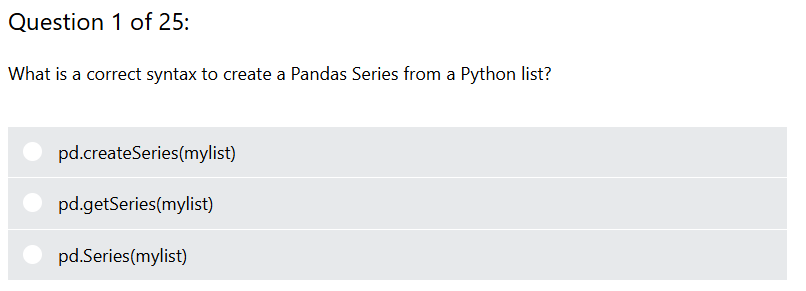 Question 1 of 25:
What is a correct syntax to create a Pandas Series from a Python list?
pd.createSeries(mylist)
pd.getSeries(mylist)
pd.Series(mylist)